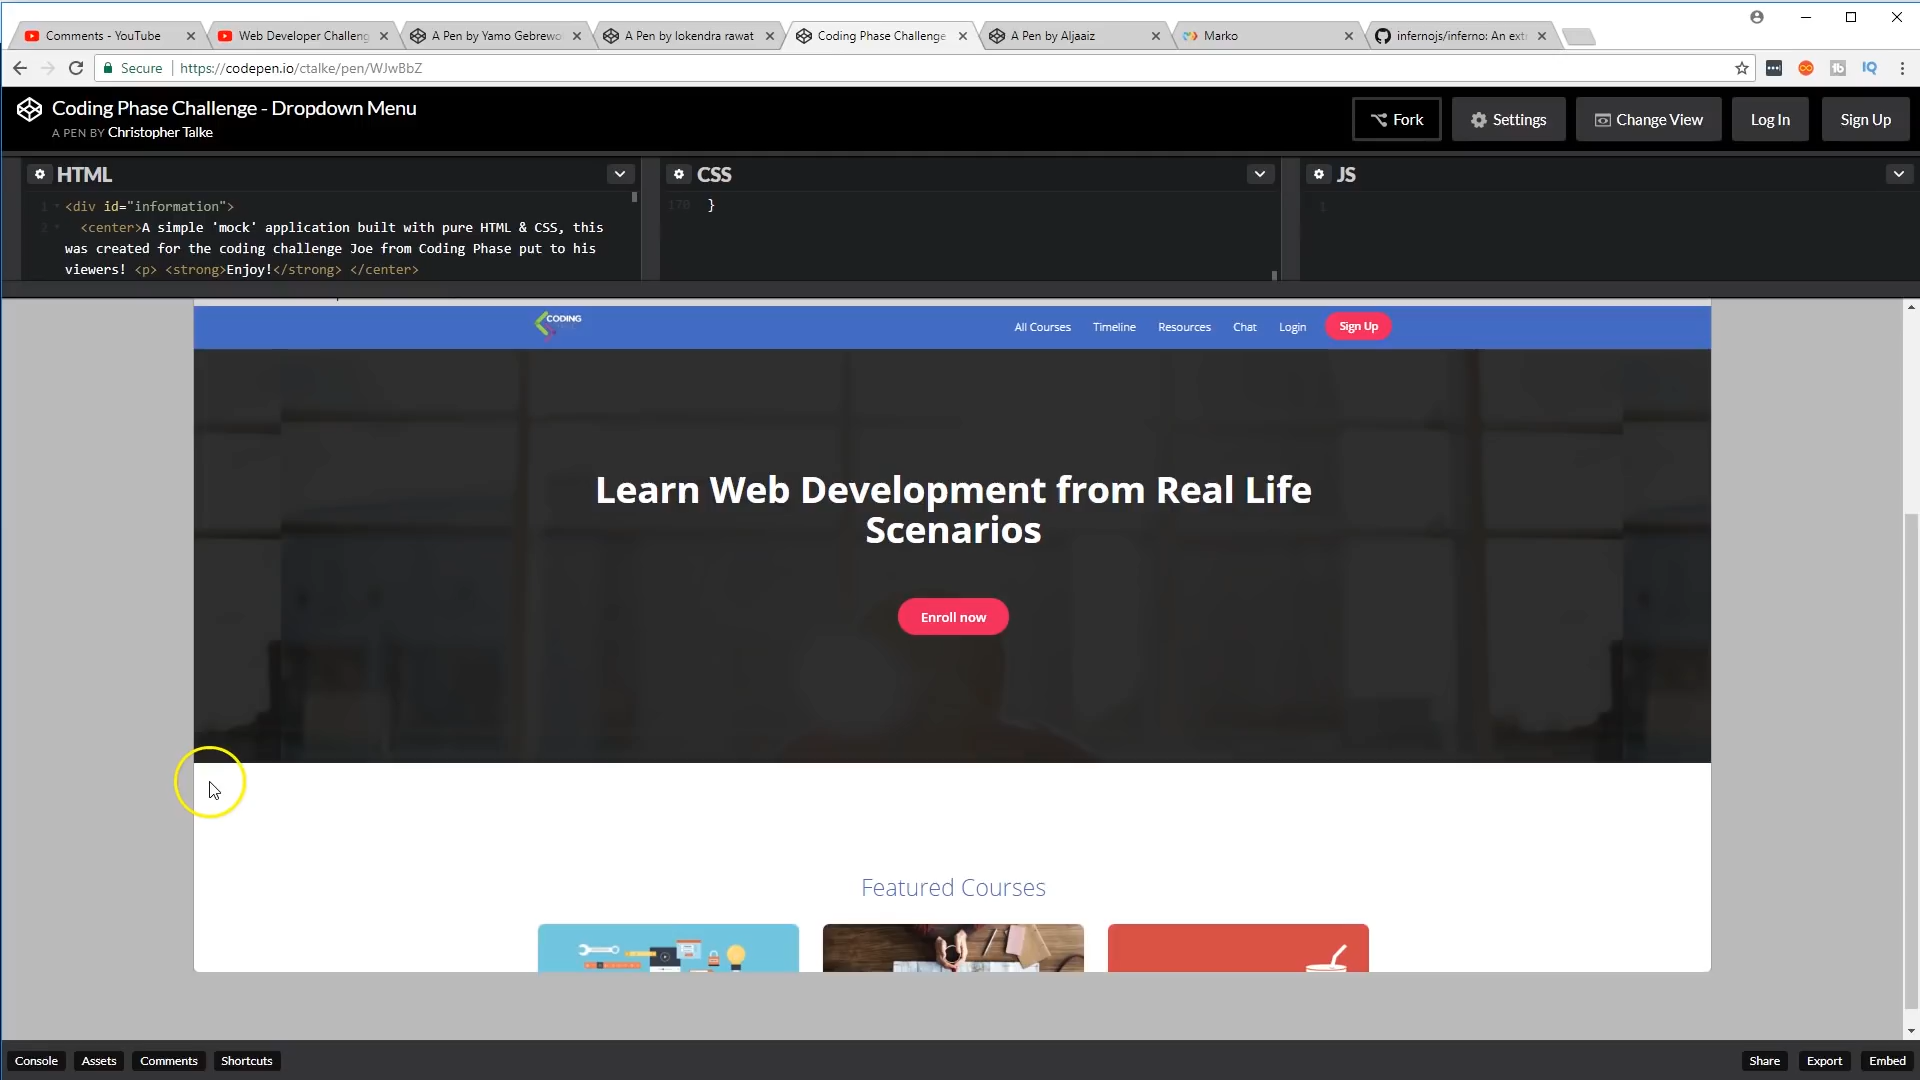 Comments - YouTube
Web Developer Challeng
A Pen by Yamo Gebrewo
A Pen by lokendra rawat
Coding Phase Challenge
A Pen by Aljaaiz
Marko
infernojs/inferno: An ext
Secure
https://codepen.io/ctalke/pen/WJwBbZ
IQ
Coding Phase Challenge - Dropdown Menu
A PEN BY Christopher Talke
Fork
Settings
Change View
Log In
Sign Up
HTML
1 <div id="information">
2 <center>A simple 'mock' application built with pure HTML & CSS, this
was created for the coding challenge Joe from Coding Phase put to his
viewers! <p> <strong>Enjoy!</strong> </center>
CSS
170 }
JS
1
CODING
All Courses
Timeline
Resources
Chat
Login
Sign Up
Learn Web Development from Real Life
Scenarios
Enroll now
Featured Courses
Console
Assets
Comments
Shortcuts
Share
Export
Embed